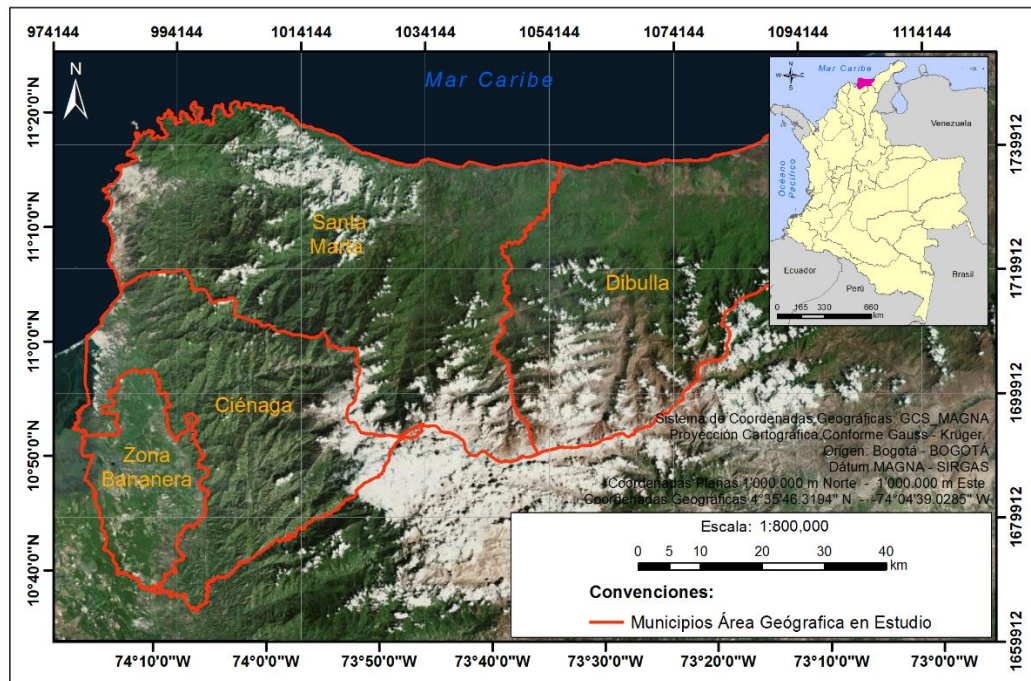 974144 994144 1014144 1034144 1054144 1074144 1094144 1114144
N
Mar Caribe
11°20'0"N
11°10'0"N
11°0'0"N
10°50'0"N
10°40'0"N
Santa
Marta
Dibulla
Ciénaga
Zona
Bananera
N
W E
S
Mar Caribe
Venezuela
Océano
Pacífico
Ecuador
Perú
Brasil
0 165 330 660
km
1739912
1719912
1699912
1679912
1659912
Sistema de Coordenadas Geográficas: GCS_MAGNA
Proyección Cartográfica Conforme Gauss - Krüger,
Origen: Bogotá - BOGOTÁ
Dátum MAGNA - SIRGAS
Coordenadas Planas 1'000.000 m Norte - 1'000.000 m Este
Coordenadas Geográficas 4°35'46.3194" N ---74°04'39.0285" W
Escala: 1:800,000
0 5 10 20 30 40
km
Convenciones:
Municipios Área Geógrafica en Estudio
74°10'0"W 74°0'0"W 73°50'0"W 73°40'0"W 73°30'0"W 73°20'0"W 73°10'0"W 73°0'0"W